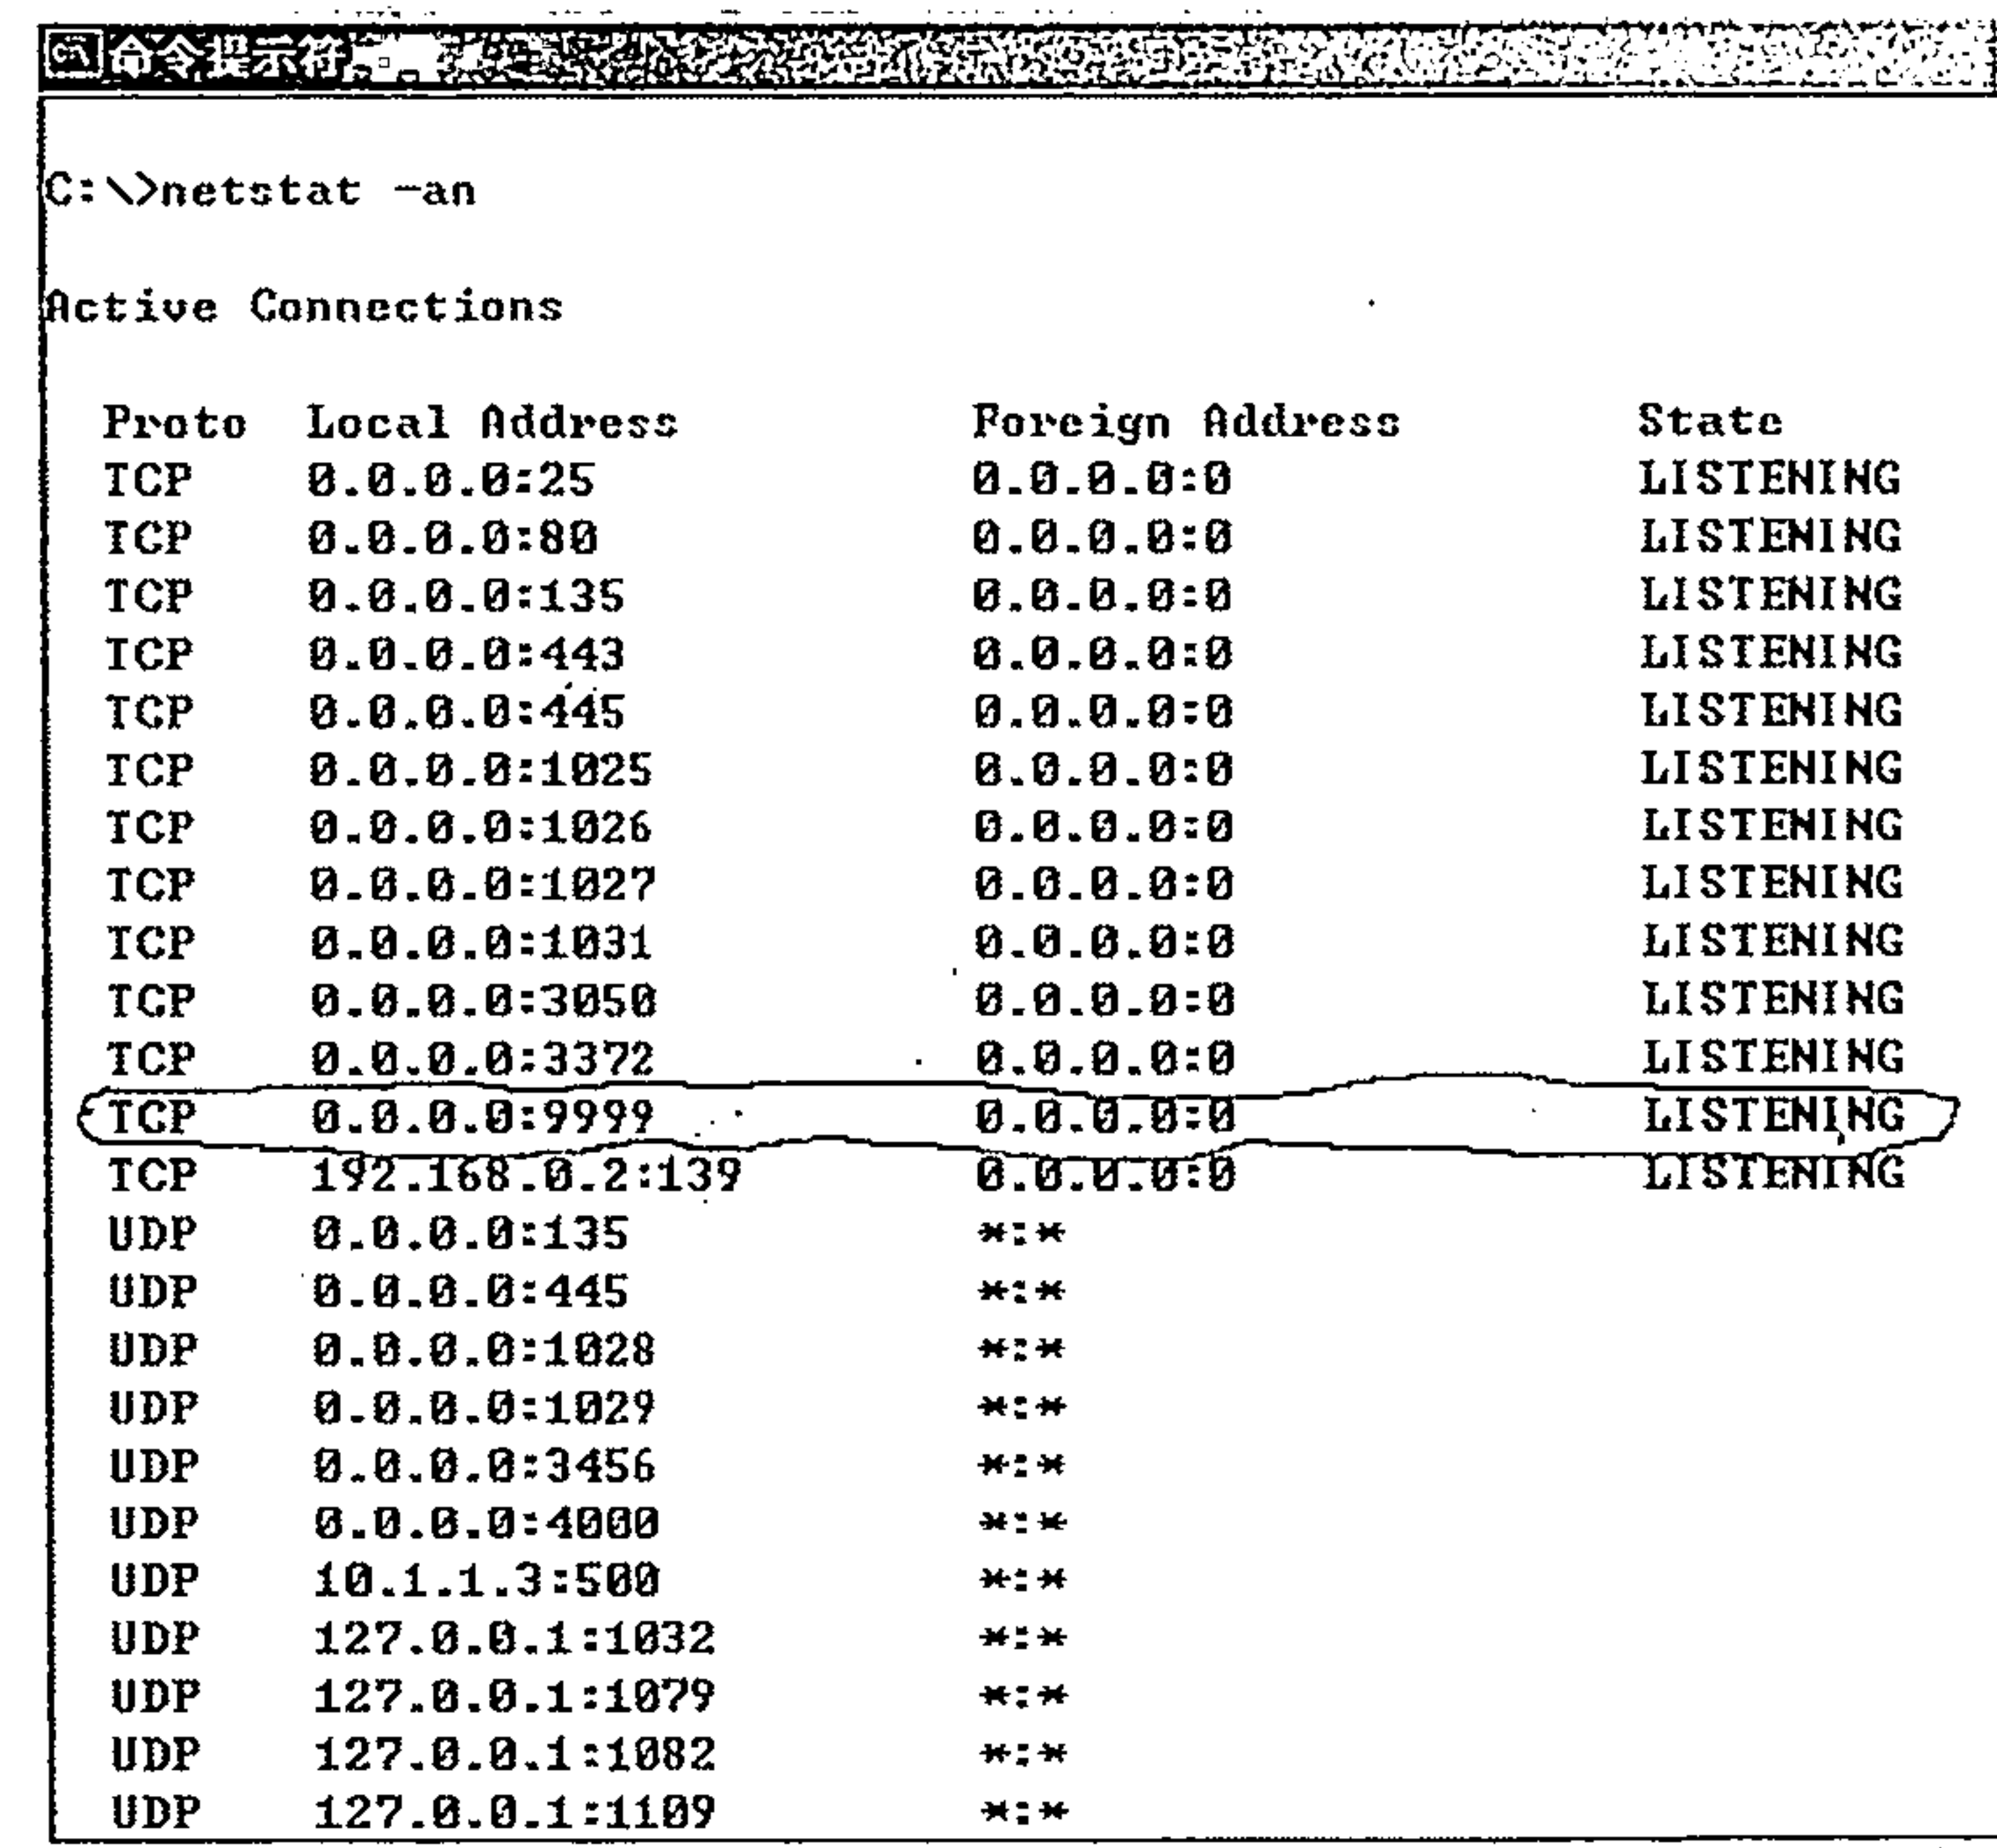 命令提示符
C:\>netstat -an
Active Connections
Proto Local Address Foreign Address State
TCP 0.0.0.0:25 0.0.0.0:0 LISTENING
TCP 0.0.0.0:80 0.0.0.0:0 LISTENING
TCP 0.0.0.0:135 0.0.0.0:0 LISTENING
TCP 0.0.0.0:443 0.0.0.0:0 LISTENING
TCP 0.0.0.0:445 0.0.0.0:0 LISTENING
TCP 0.0.0.0:1025 0.0.0.0:0 LISTENING
TCP 0.0.0.0:1026 0.0.0.0:0 LISTENING
TCP 0.0.0.0:1027 0.0.0.0:0 LISTENING
TCP 0.0.0.0:1031 0.0.0.0:0 LISTENING
TCP 0.0.0.0:3050 0.0.0.0:0 LISTENING
TCP 0.0.0.0:3372 0.0.0.0:0 LISTENING
TCP 0.0.0.0:9999 0.0.0.0:0 LISTENING
TCP 192.168.0.2:139 0.0.0.0:0 LISTENING
UDP 0.0.0.0:135 *:*
UDP 0.0.0.0:445 *:*
UDP 0.0.0.0:1028 *:*
UDP 0.0.0.0:1029 *:*
UDP 0.0.0.0:3456 *:*
UDP 0.0.0.0:4000 *:*
UDP 10.1.1.3:500 *:*
UDP 127.0.0.1:1032 *:*
UDP 127.0.0.1:1079 *:*
UDP 127.0.0.1:1082 *:*
UDP 127.0.0.1:1109 *:*